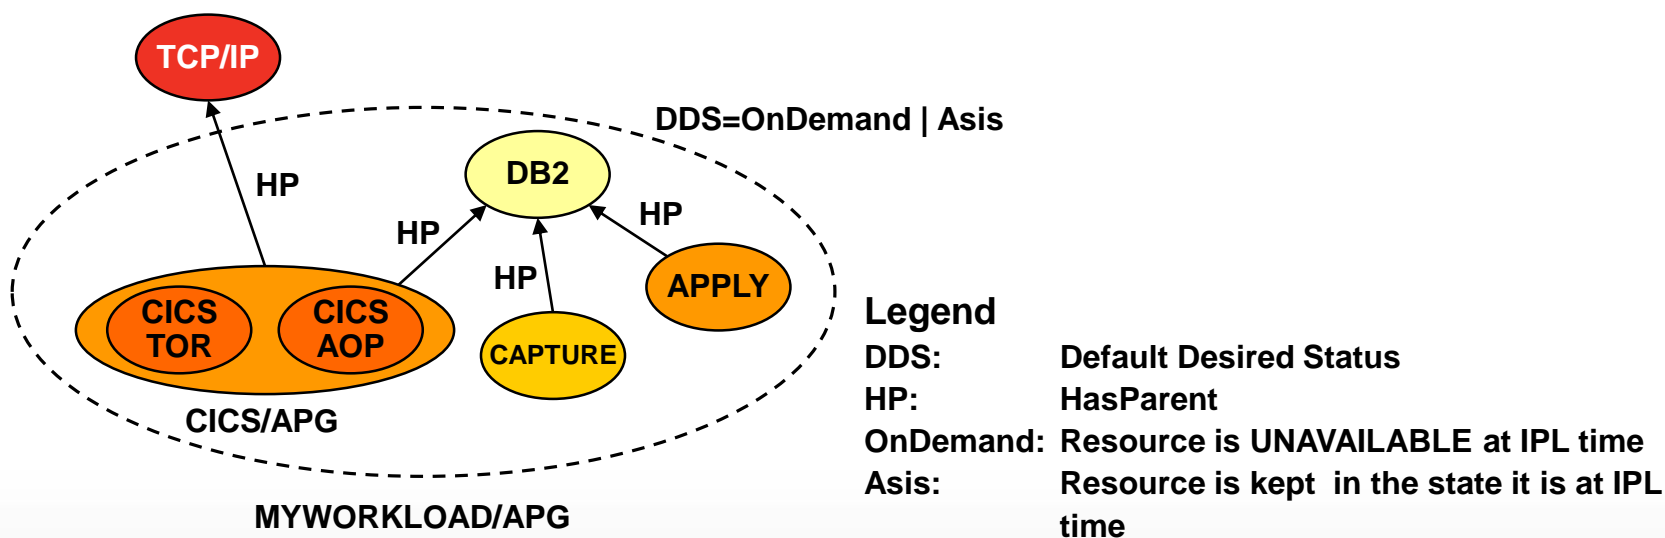 TCP/IP
DDS=OnDemand | Asis
DB2
HP
HP
HP
HP
APPLY
CICS
TOR
CICS
AOP
CAPTURE
CICS/APG
MYWORKLOAD/APG
Legend
DDS: Default Desired Status
HP: HasParent
OnDemand: Resource is UNAVAILABLE at IPL time
Asis: Resource is kept in the state it is at IPL
time